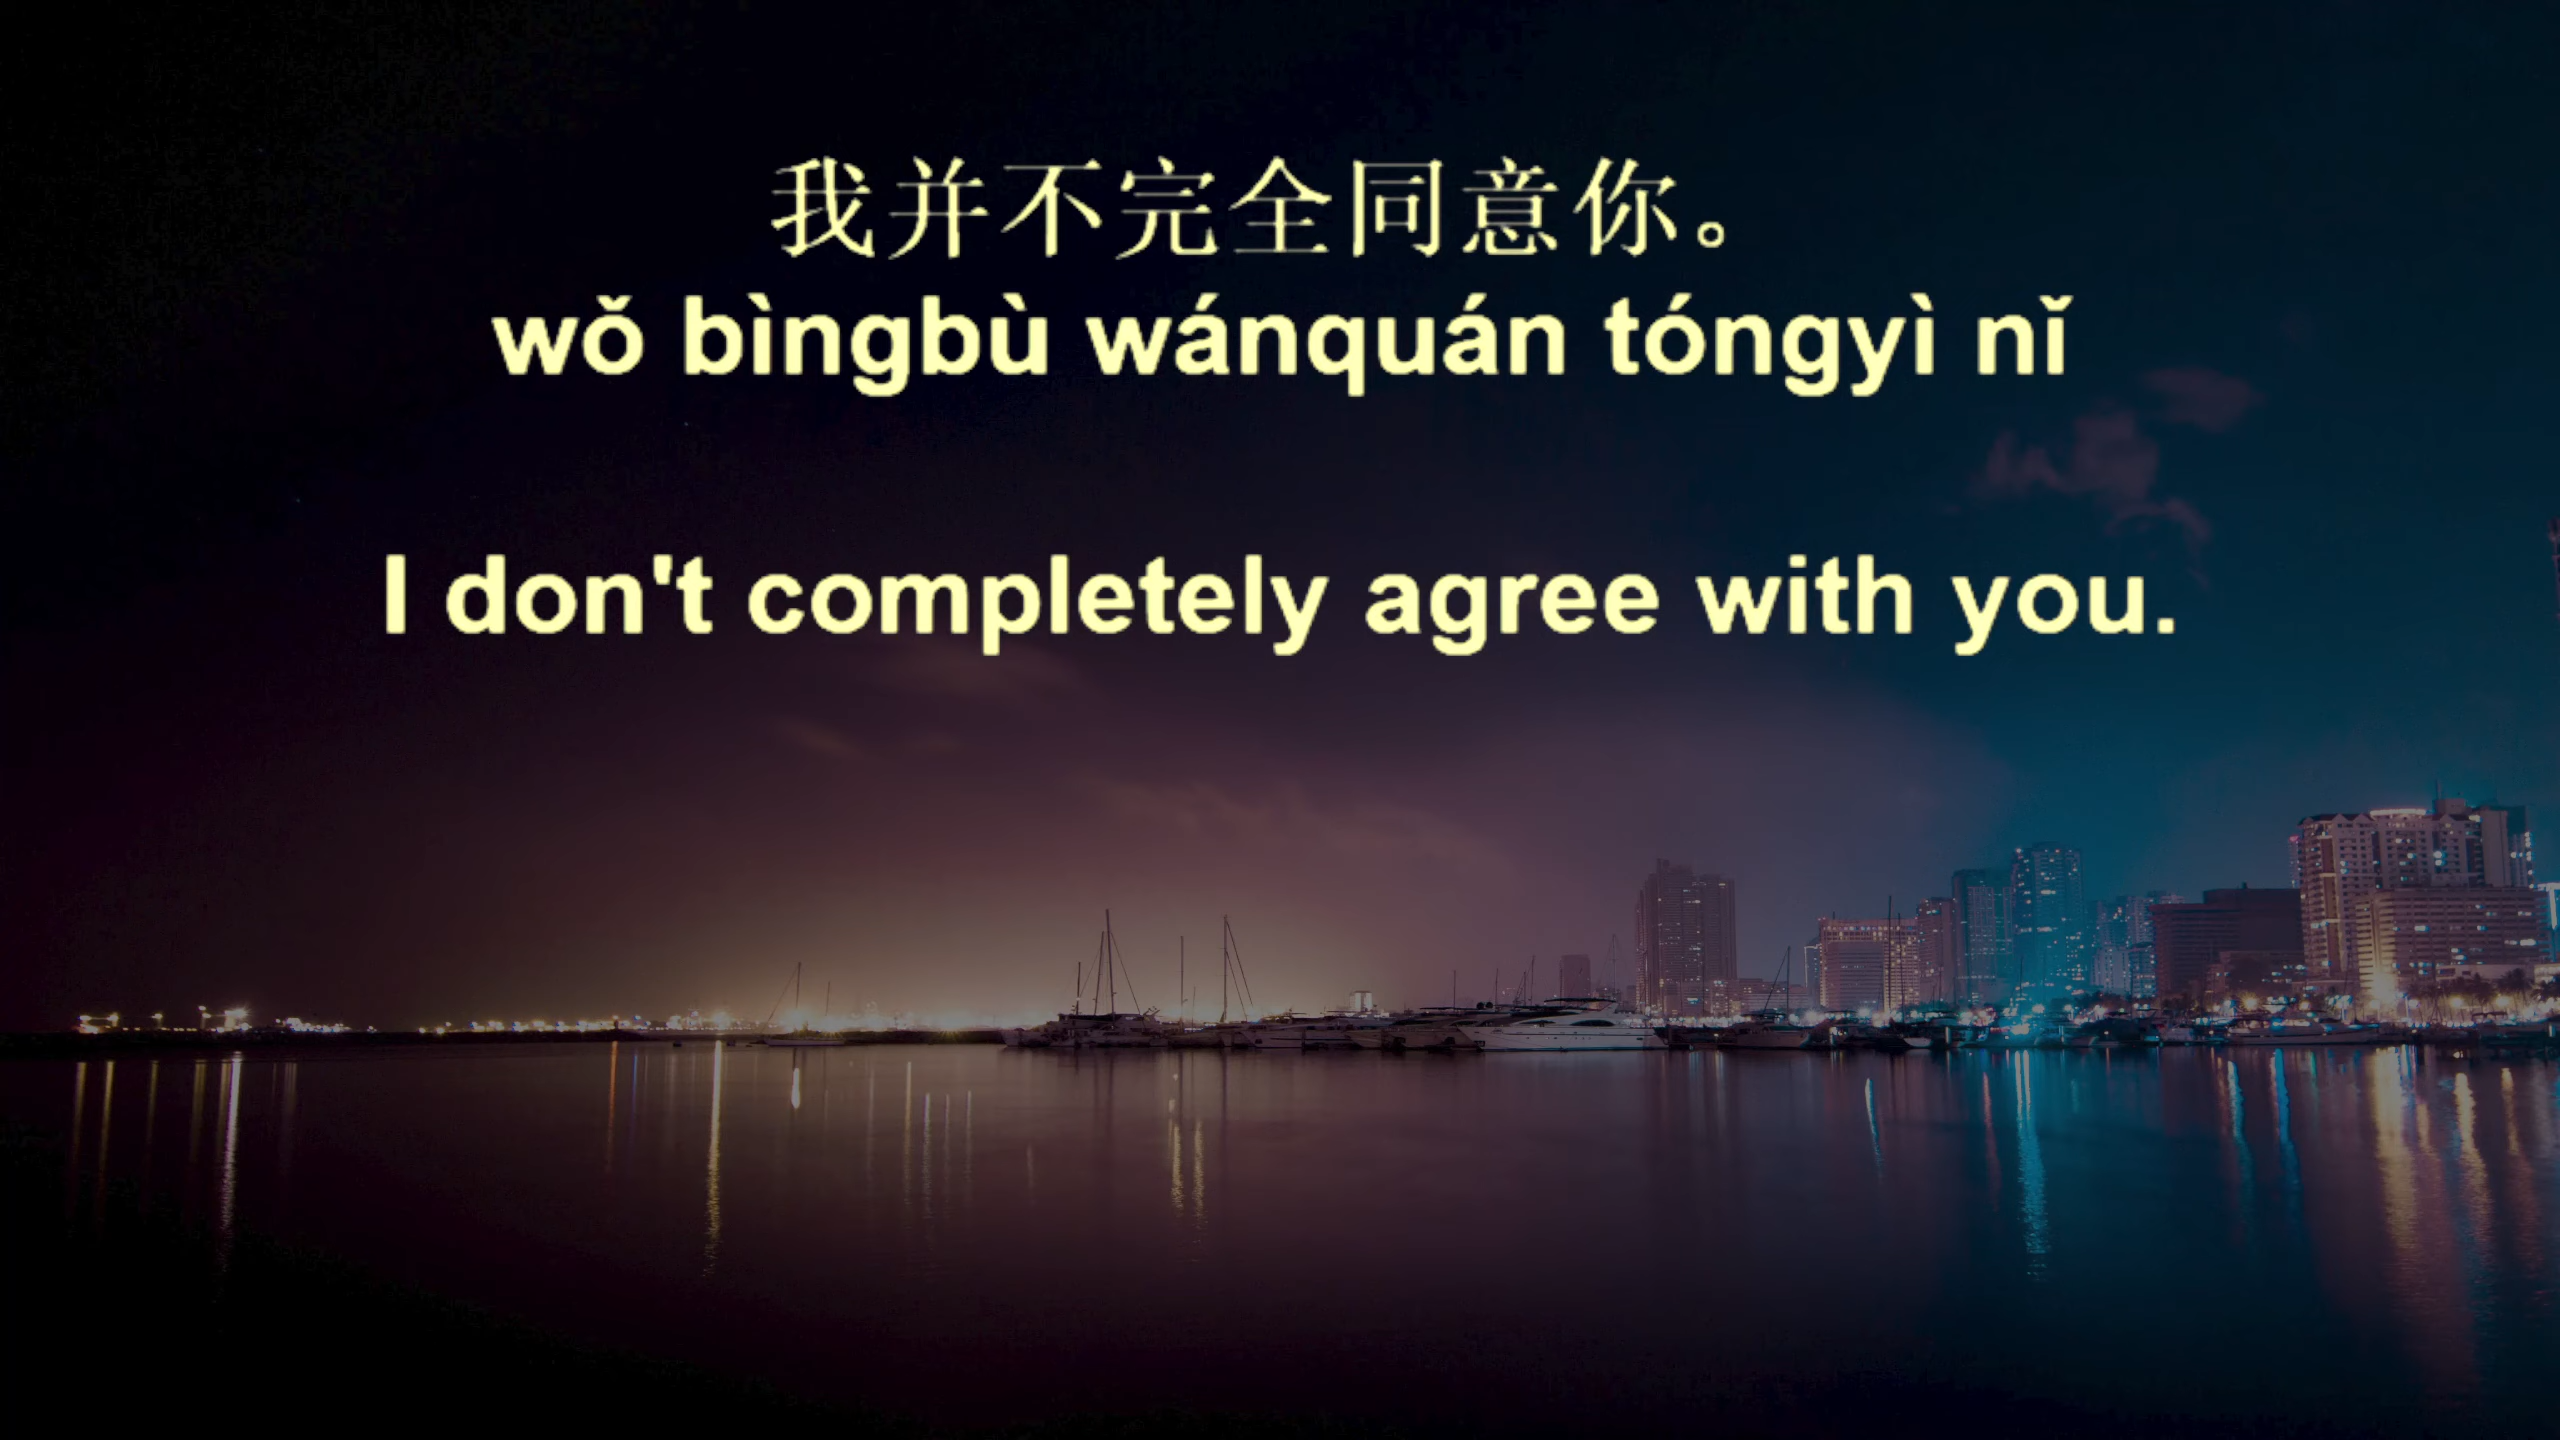 我并不完全同意你。
wǒ bìngbù wánquán tóngyì nǐ
I don't completely agree with you.